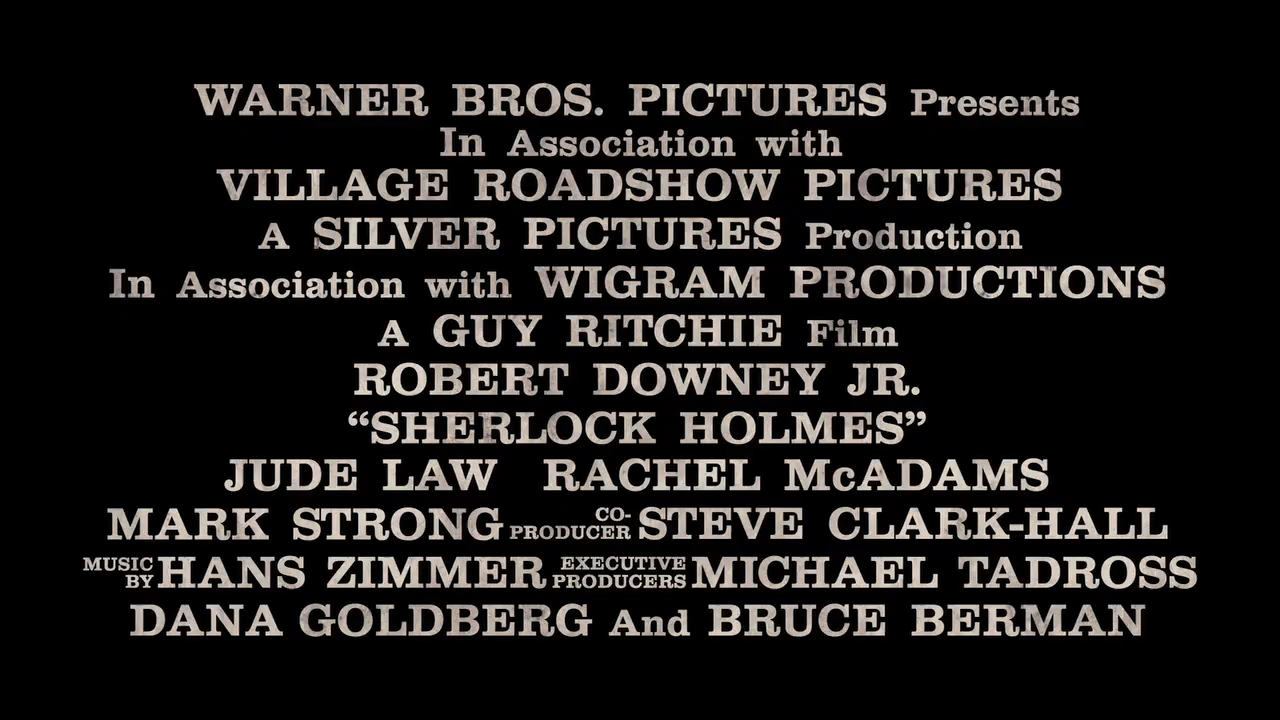 WARNER BROS. PICTURES Presents
In Association with
VILLAGE ROADSHOW PICTURES
A SILVER PICTURES Production
In Association with WIGRAM PRODUCTIONS
A GUY RITCHIE Film
ROBERT DOWNEY JR.
“SHERLOCK HOLMES”
JUDE LAW RACHEL McADAMS
MARK STRONG CO-PRODUCER STEVE CLARK-HALL
MUSIC BY HANS ZIMMER EXECUTIVE PRODUCERS MICHAEL TADROSS
DANA GOLDBERG And BRUCE BERMAN